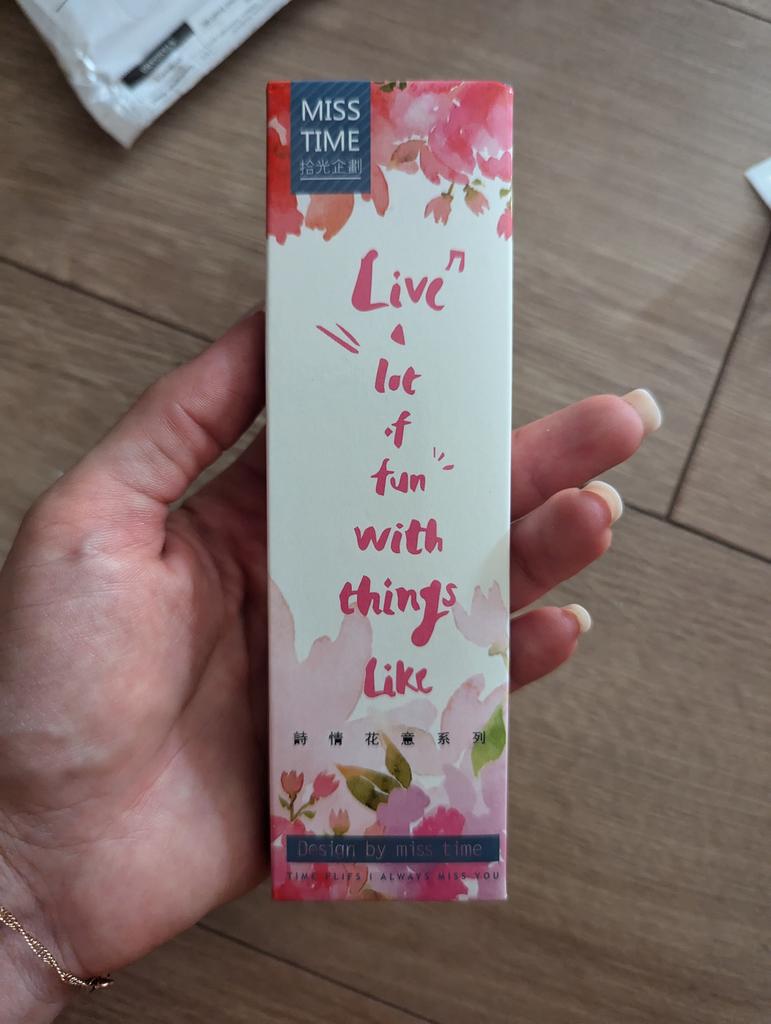 MISS
TIME
拾光企劃
Live
a
lot
of
fun
with
things
Like
詩情花意系列
Design by miss time
TIME FLIES I ALWAYS MISS YOU